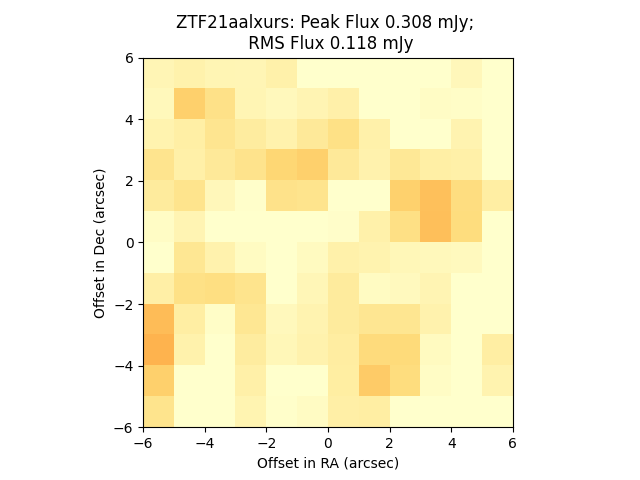 ZTF21aalxurs: Peak Flux 0.308 mJy;
RMS Flux 0.118 mJy
6
4
2
0
−2
−4
−6
Offset in Dec (arcsec)
−6 −4 −2 0 2 4 6
Offset in RA (arcsec)